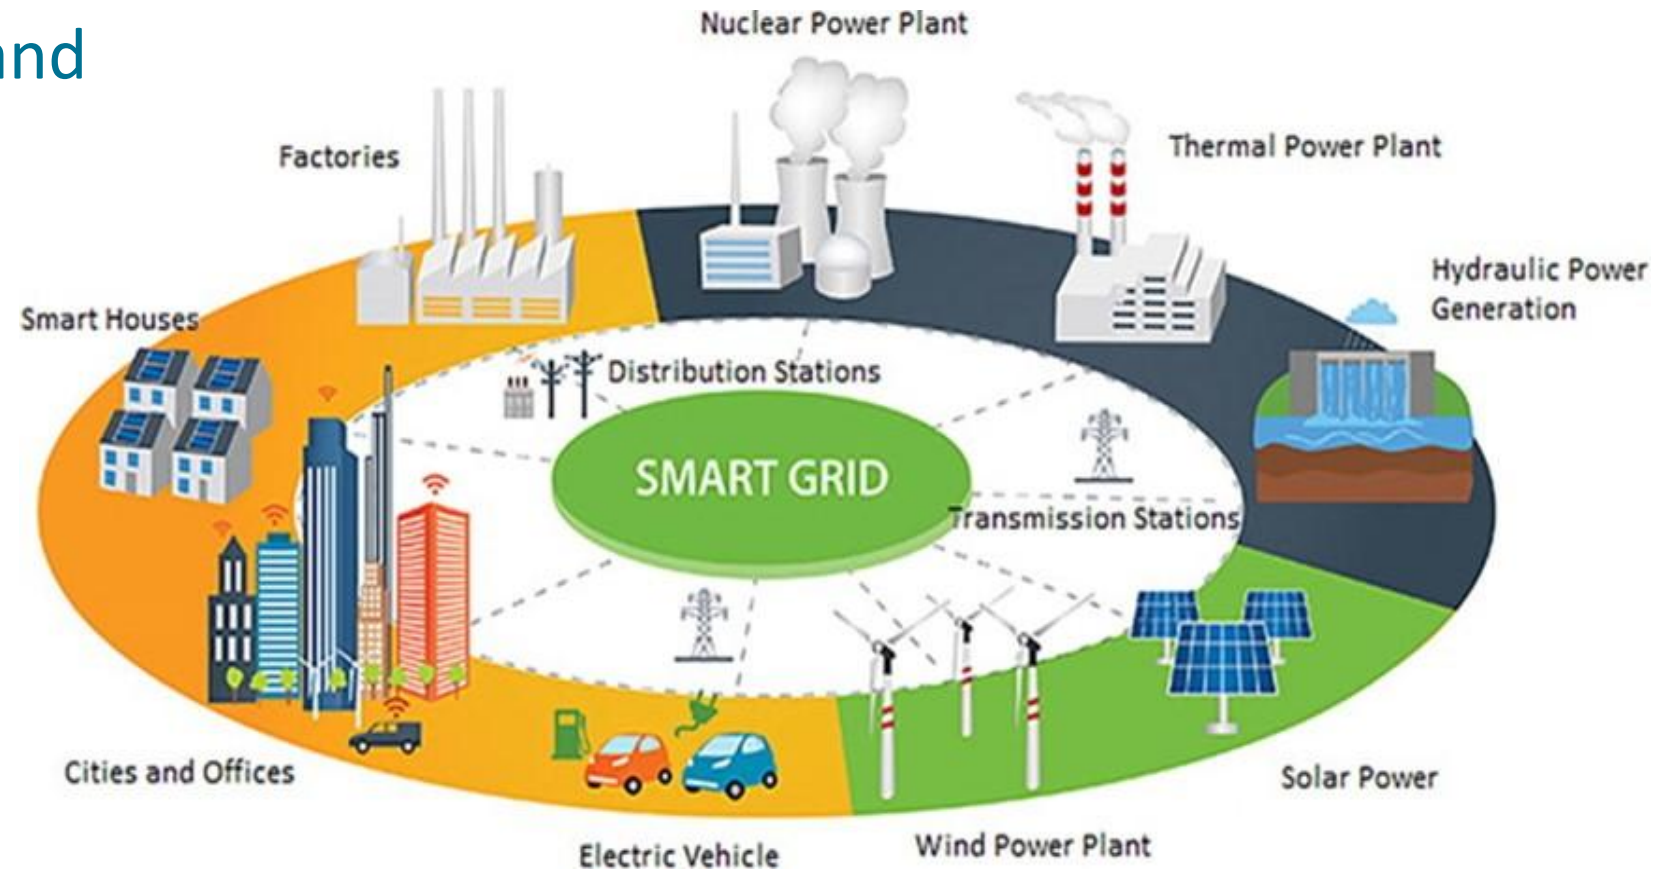 and
Nuclear Power Plant
Factories
Thermal Power Plant
Hydraulic Power
Generation
Smart Houses
Distribution Stations
SMART GRID
Transmission Stations
Cities and Offices
Solar Power
Electric Vehicle
Wind Power Plant